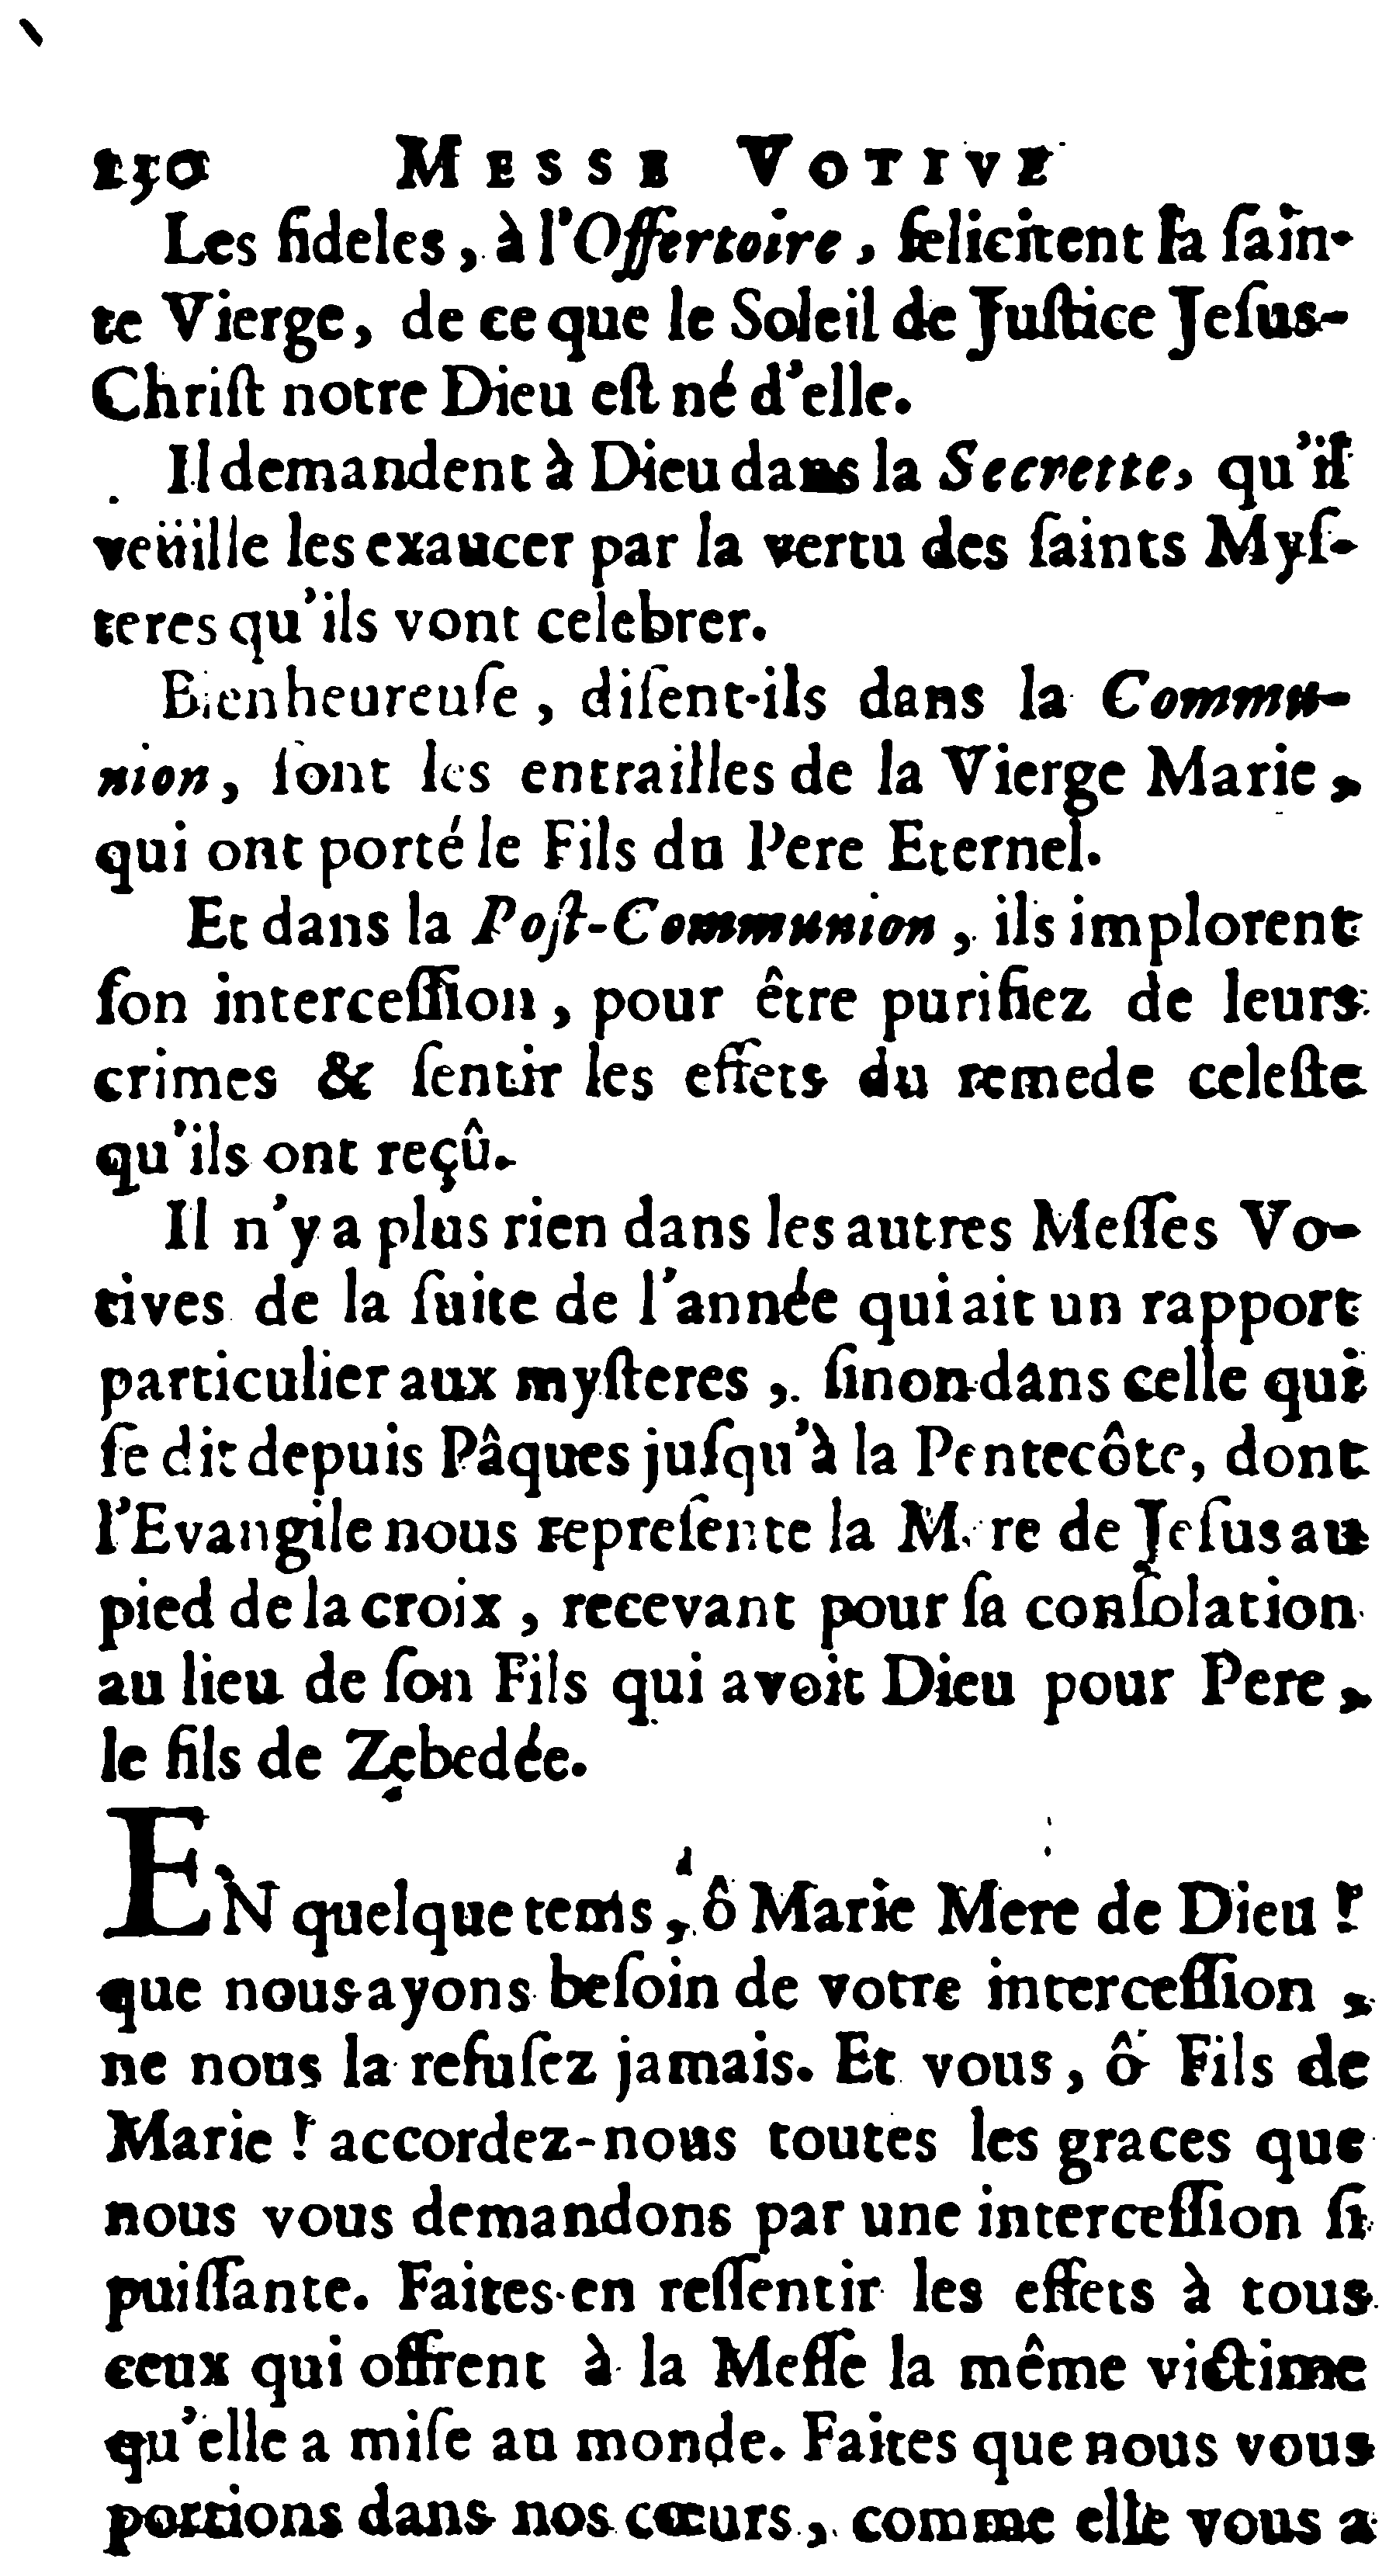 250 MESSE VOTIVE
Les fideles, à l'Offertoire, feliciтent la ſain-
te Vierge, de ce que le Soleil de Juſtice Jeſus-
Chriſt notre Dieu eſt né d'elle.
Il demandent à Dieu dans la Secrette, qu'il
veüille les exaucer par la vertu des ſaints Myſ-
teres qu'ils vont celebrer.
Bienheureuſe, diſent-ils dans la Commu-
nion, ſont les entrailles de la Vierge Marie,
qui ont porté le Fils du Pere Eternel.
Et dans la Poſt-Communion, ils implorent
ſon interceſſion, pour être purifiez de leurs
crimes & ſentir les effets du remede celeſte
qu'ils ont reçû.
Il n'y a plus rien dans les autres Meſſes Vo-
tives de la ſuite de l'année qui ait un rapport
particulier aux myſteres, ſinon dans celle qui
ſe dit depuis Pâques juſqu'à la Pentecôte, dont
l'Evangile nous repreſente la Mere de Jeſus au
pied de la croix, recevant pour ſa conſolation
au lieu de ſon Fils qui avoit Dieu pour Pere,
le fils de Zebedée.
EN quelque tems, ô Marie Mere de Dieu !
que nous ayons beſoin de votre interceſſion,
ne nous la refuſez jamais. Et vous, ô Fils de
Marie ! accordez-nous toutes les graces que
nous vous demandons par une interceſſion ſi
puiſſante. Faites-en reſſentir les effets à tous
ceux qui offrent à la Meſſe la même victime
qu'elle a miſe au monde. Faites que nous vous
portions dans nos cœurs, comme elle vous a